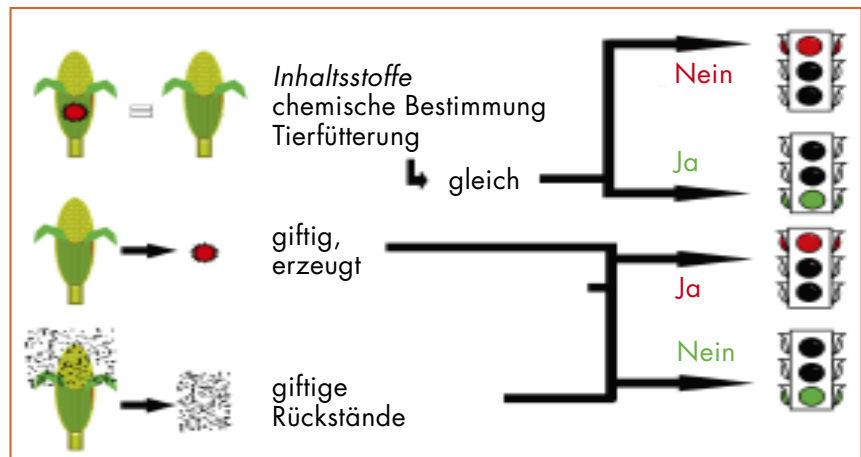 Inhaltsstoffe
chemische Bestimmung
Tierfütterung
gleich
Nein
Ja
giftig,
erzeugt
Ja
Nein
giftige
Rückstände